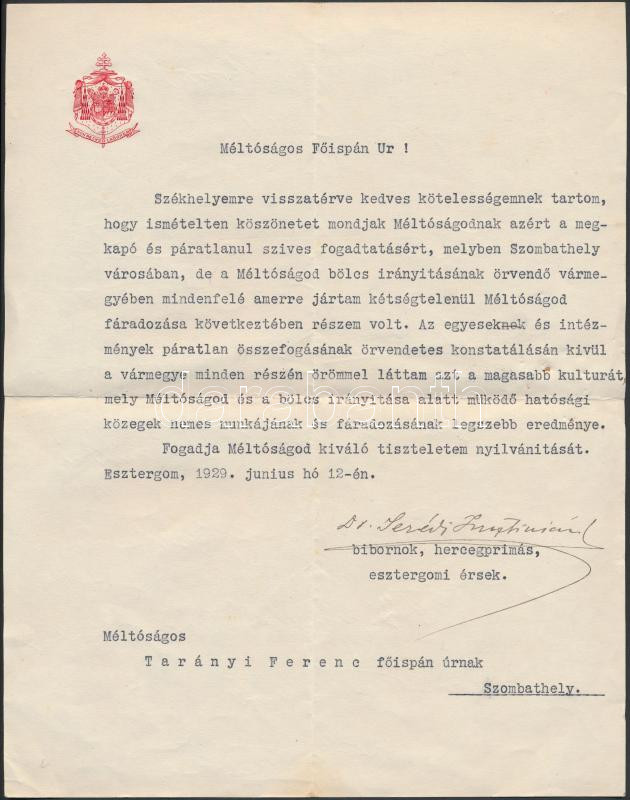 Méltóságos Főispán Ur !
Székhelyemre visszatérve kedves kötelességemnek tartom,
hogy ismételten köszönetet mondjak Méltóságodnak azért a meg-
kapó és páratlanul szives fogadtatásért, melyben Szombathely
városában, de a Méltóságod bölcs irányitásának örvendő várme-
gyében mindenfelé amerre jártam kétségtelenül Méltóságod
fáradozása következtében részem volt. Az egyeseknek és intéz-
mények páratlan összefogásának örvendetes konstatálásán kivül
a vármegye minden részén örömmel láttam azt a magasabb kulturát,
mely Méltóságod és a bölcs irányitása alatt müködő hatósági
közegek nemes munkájának és fáradozásának legszebb eredménye.
Fogadja Méltóságod kiváló tiszteletem nyilvánitását.
Esztergom, 1929. junius hó 12-én.
Dr. Serédi Jusztinián
bibornok, hercegprimás,
esztergomi érsek.
Méltóságos
Tarányi Ferenc főispán úrnak
Szombathely.
darabanth